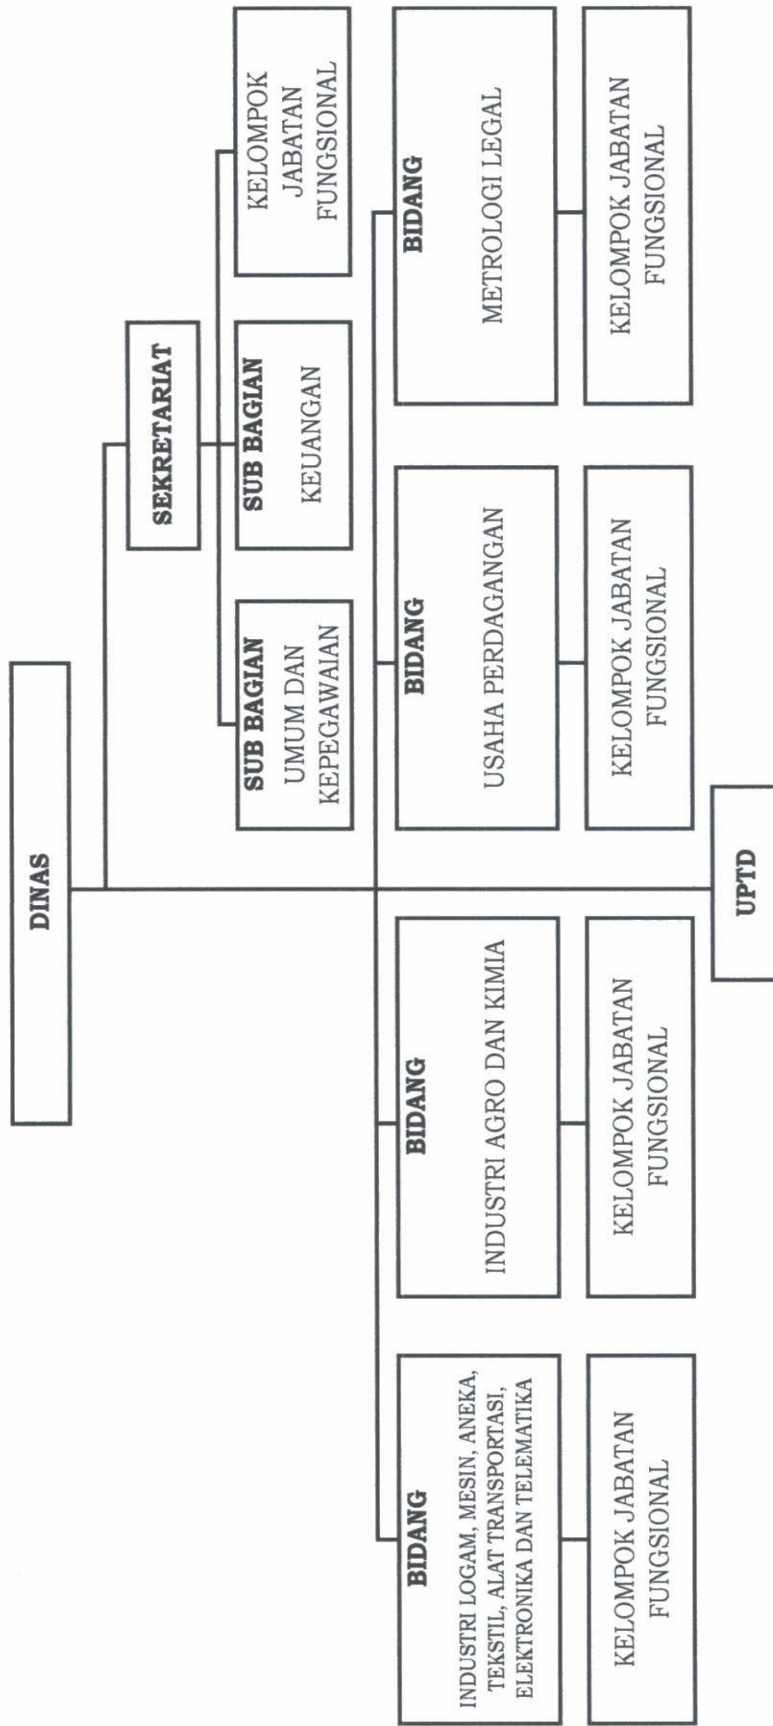 DINAS
SEKRETARIAT
SUB BAGIAN
UMUM DAN
KEPEGAWAIAN
SUB BAGIAN
KEUANGAN
KELOMPOK
JABATAN
FUNGSIONAL
BIDANG
INDUSTRI LOGAM, MESIN, ANEKA,
TEKSTIL, ALAT TRANSPORTASI,
ELEKTRONIKA DAN TELEMATIKA
BIDANG
INDUSTRI AGRO DAN KIMIA
BIDANG
USAHA PERDAGANGAN
BIDANG
METROLOGI LEGAL
KELOMPOK JABATAN
FUNGSIONAL
KELOMPOK JABATAN
FUNGSIONAL
KELOMPOK JABATAN
FUNGSIONAL
KELOMPOK JABATAN
FUNGSIONAL
UPTD